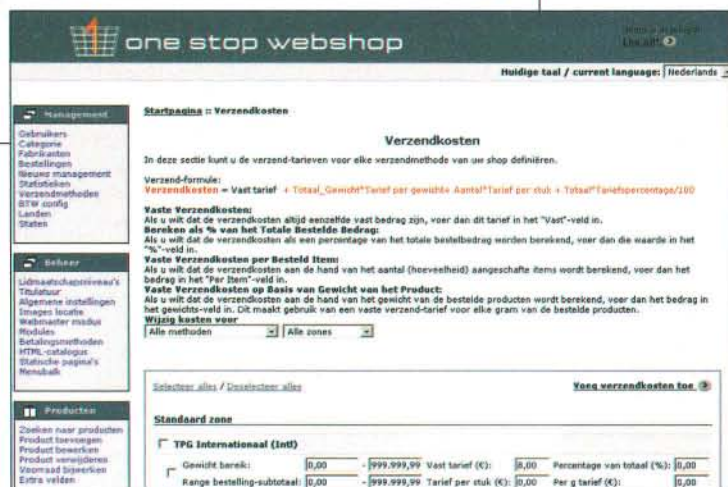 one stop webshop
Huidige taal / current language: Nederlands
Management
Gebruikers
Categorie
Fabrikanten
Bestellingen
Nieuws management
Statistieken
Verzendmethoden
BTW config
Landen
Staten
Beheer
Lidmaatschapsniveau's
Titulatuur
Algemene instellingen
Images locatie
Webmaster modus
Modules
Betalingsmethoden
HTML-catalogus
Statische pagina's
Menubalk
Producten
Zoeken naar produkten
Product toevoegen
Product bewerken
Product verwijderen
Voorraad bijwerken
Extra velden
Startpagina :: Verzendkosten
Verzendkosten
In deze sectie kunt u de verzend-tarieven voor elke verzendmethode van uw shop definiëren.
Verzend-formule:
Verzendkosten = Vast tarief + Totaal_Gewicht*Tarief per gewicht+ Aantal*Tarief per stuk + Totaal*Tariefspercentage/100
Vaste Verzendkosten:
Als u wilt dat de verzendkosten altijd eenzelfde vast bedrag zijn, voer dan dit tarief in het "Vast"-veld in.
Bereken als % van het Totale Bestelde Bedrag:
Als u wilt dat de verzendkosten als een percentage van het totale bestelbedrag worden berekend, voer dan die waarde in het
"%"-veld in.
Vaste Verzendkosten per Besteld Item:
Als u wilt dat de verzendkosten aan de hand van het aantal (hoeveelheid) aangeschafte items wordt berekend, voer dan het
bedrag in het "Per Item"-veld in.
Vaste Verzendkosten op Basis van Gewicht van het Product:
Als u wilt dat de verzendkosten aan de hand van het gewicht van de bestelde producten wordt berekend, voer dan het bedrag in
het gewichts-veld in. Dit maakt gebruik van een vaste verzend-tarief voor elke gram van de bestelde producten.
Wijzig kosten voor
Alle methoden Alle zones
Selecteer alles / Deselecteer alles Voeg verzendkosten toe
Standaard zone
TPG Internationaal (Intl)
Gewicht bereik: 0,00 - 999.999,99 Vast tarief (€): 8,00 Percentage van totaal (%): 0,00
Range bestelling-subtotaal: 0,00 - 999.999,99 Tarief per stuk (€): 0,00 Per g tarief (€): 0,00